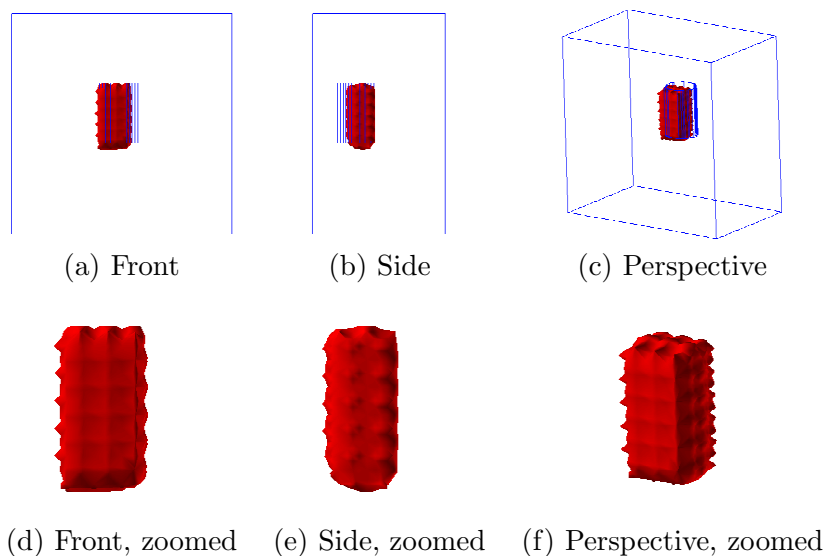 (a) Front
(b) Side
(c) Perspective
(d) Front, zoomed
(e) Side, zoomed
(f) Perspective, zoomed